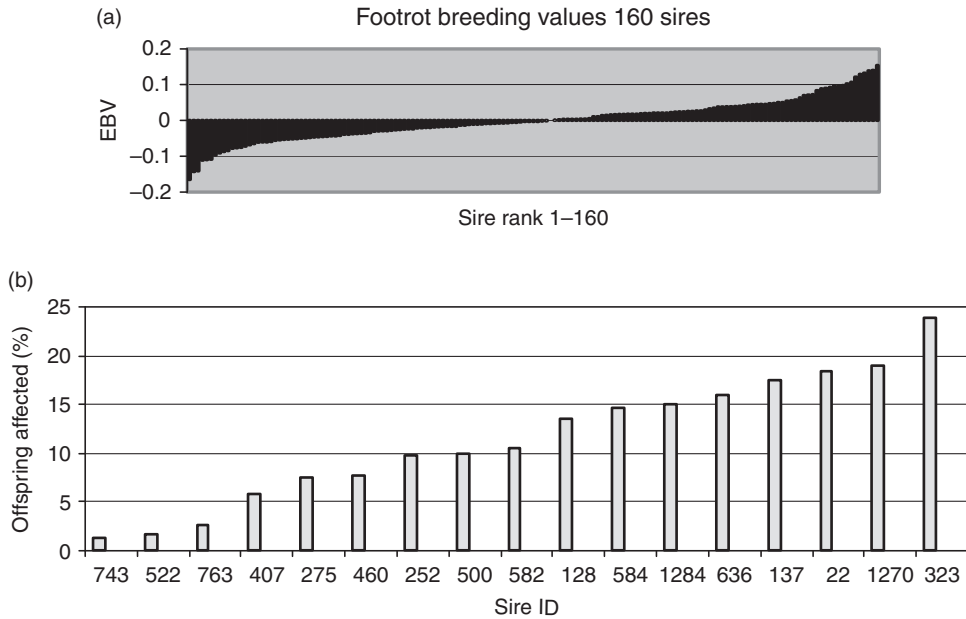 (a)
Footrot breeding values 160 sires
EBV
0.2
0.1
0
–0.1
–0.2
Sire rank 1–160
(b)
Offspring affected (%)
25
20
15
10
5
0
743 522 763 407 275 460 252 500 582 128 584 1284 636 137 22 1270 323
Sire ID